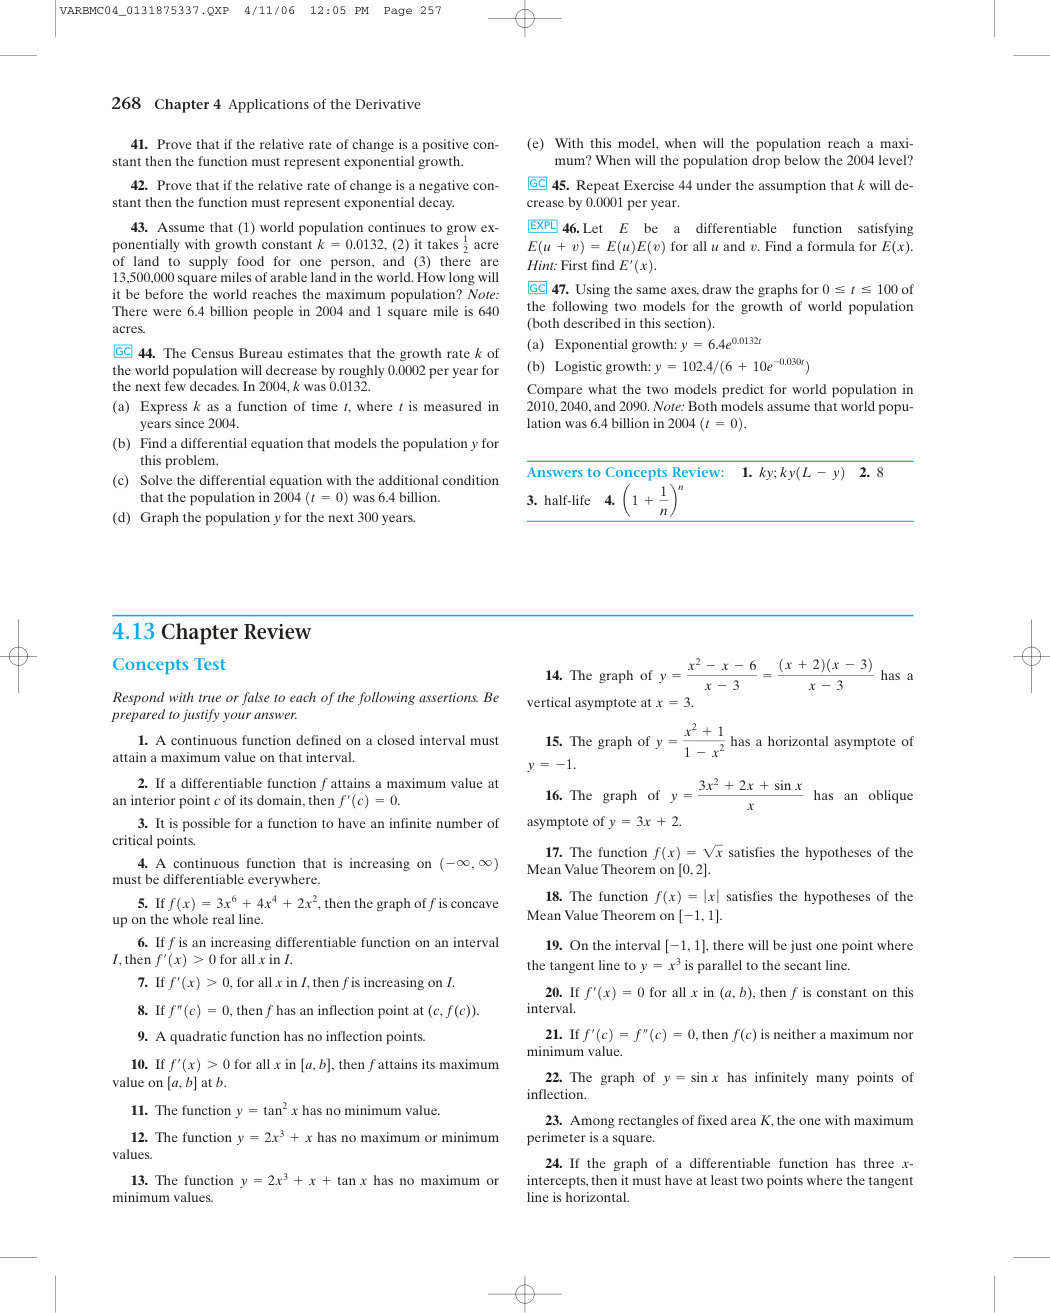 VARBMC04_0131875337.QXP 4/11/06 12:05 PM Page 257
268 Chapter 4 Applications of the Derivative
41. Prove that if the relative rate of change is a positive con-
stant then the function must represent exponential growth.
42. Prove that if the relative rate of change is a negative con-
stant then the function must represent exponential decay.
43. Assume that (1) world population continues to grow ex-
ponentially with growth constant k = 0.0132, (2) it takes 1/2 acre
of land to supply food for one person, and (3) there are
13,500,000 square miles of arable land in the world. How long will
it be before the world reaches the maximum population? Note:
There were 6.4 billion people in 2004 and 1 square mile is 640
acres.
GC 44. The Census Bureau estimates that the growth rate k of
the world population will decrease by roughly 0.0002 per year for
the next few decades. In 2004, k was 0.0132.
(a) Express k as a function of time t, where t is measured in
years since 2004.
(b) Find a differential equation that models the population y for
this problem.
(c) Solve the differential equation with the additional condition
that the population in 2004 (t = 0) was 6.4 billion.
(d) Graph the population y for the next 300 years.
(e) With this model, when will the population reach a maxi-
mum? When will the population drop below the 2004 level?
GC 45. Repeat Exercise 44 under the assumption that k will de-
crease by 0.0001 per year.
EXPL 46. Let E be a differentiable function satisfying
E(u + v) = E(u)E(v) for all u and v. Find a formula for E(x).
Hint: First find E′(x).
GC 47. Using the same axes, draw the graphs for 0 ≤ t ≤ 100 of
the following two models for the growth of world population
(both described in this section).
(a) Exponential growth: y = 6.4e^0.0132t
(b) Logistic growth: y = 102.4/(6 + 10e^−0.030t)
Compare what the two models predict for world population in
2010, 2040, and 2090. Note: Both models assume that world popu-
lation was 6.4 billion in 2004 (t = 0).
Answers to Concepts Review: 1. ky; ky(L − y) 2. 8
3. half-life 4. (1 + 1/n)^n
4.13 Chapter Review
Concepts Test
Respond with true or false to each of the following assertions. Be
prepared to justify your answer.
1. A continuous function defined on a closed interval must
attain a maximum value on that interval.
2. If a differentiable function f attains a maximum value at
an interior point c of its domain, then f′(c) = 0.
3. It is possible for a function to have an infinite number of
critical points.
4. A continuous function that is increasing on (−∞, ∞)
must be differentiable everywhere.
5. If f(x) = 3x^6 + 4x^4 + 2x^2, then the graph of f is concave
up on the whole real line.
6. If f is an increasing differentiable function on an interval
I, then f′(x) > 0 for all x in I.
7. If f′(x) > 0, for all x in I, then f is increasing on I.
8. If f″(c) = 0, then f has an inflection point at (c, f(c)).
9. A quadratic function has no inflection points.
10. If f′(x) > 0 for all x in [a, b], then f attains its maximum
value on [a, b] at b.
11. The function y = tan² x has no minimum value.
12. The function y = 2x³ + x has no maximum or minimum
values.
13. The function y = 2x³ + x + tan x has no maximum or
minimum values.
14. The graph of y = (x² − x − 6)/(x − 3) = (x + 2)(x − 3)/(x − 3) has a
vertical asymptote at x = 3.
15. The graph of y = (x² + 1)/(1 − x²) has a horizontal asymptote of
y = −1.
16. The graph of y = (3x² + 2x + sin x)/x has an oblique
asymptote of y = 3x + 2.
17. The function f(x) = √x satisfies the hypotheses of the
Mean Value Theorem on [0, 2].
18. The function f(x) = |x| satisfies the hypotheses of the
Mean Value Theorem on [−1, 1].
19. On the interval [−1, 1], there will be just one point where
the tangent line to y = x³ is parallel to the secant line.
20. If f′(x) = 0 for all x in (a, b), then f is constant on this
interval.
21. If f′(c) = f″(c) = 0, then f(c) is neither a maximum nor
minimum value.
22. The graph of y = sin x has infinitely many points of
inflection.
23. Among rectangles of fixed area K, the one with maximum
perimeter is a square.
24. If the graph of a differentiable function has three x-
intercepts, then it must have at least two points where the tangent
line is horizontal.